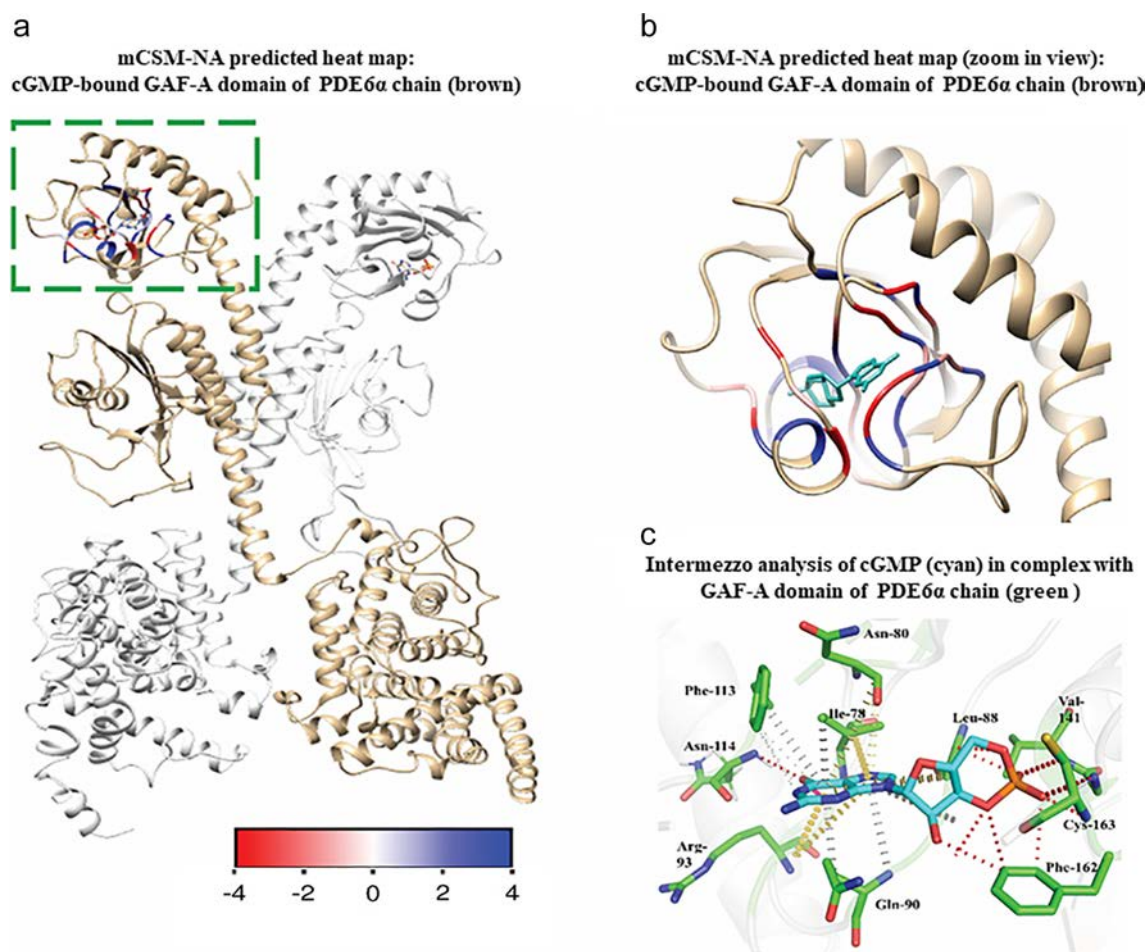 a
mCSM-NA predicted heat map:
cGMP-bound GAF-A domain of PDE6α chain (brown)
-4 -2 0 2 4
b
mCSM-NA predicted heat map (zoom in view):
cGMP-bound GAF-A domain of PDE6α chain (brown)
c
Intermezzo analysis of cGMP (cyan) in complex with
GAF-A domain of PDE6α chain (green )
Asn-80
Phe-113
Ile-78
Leu-88
Val-
141
Asn-114
Cys-163
Arg-
93
Phe-162
Gln-90